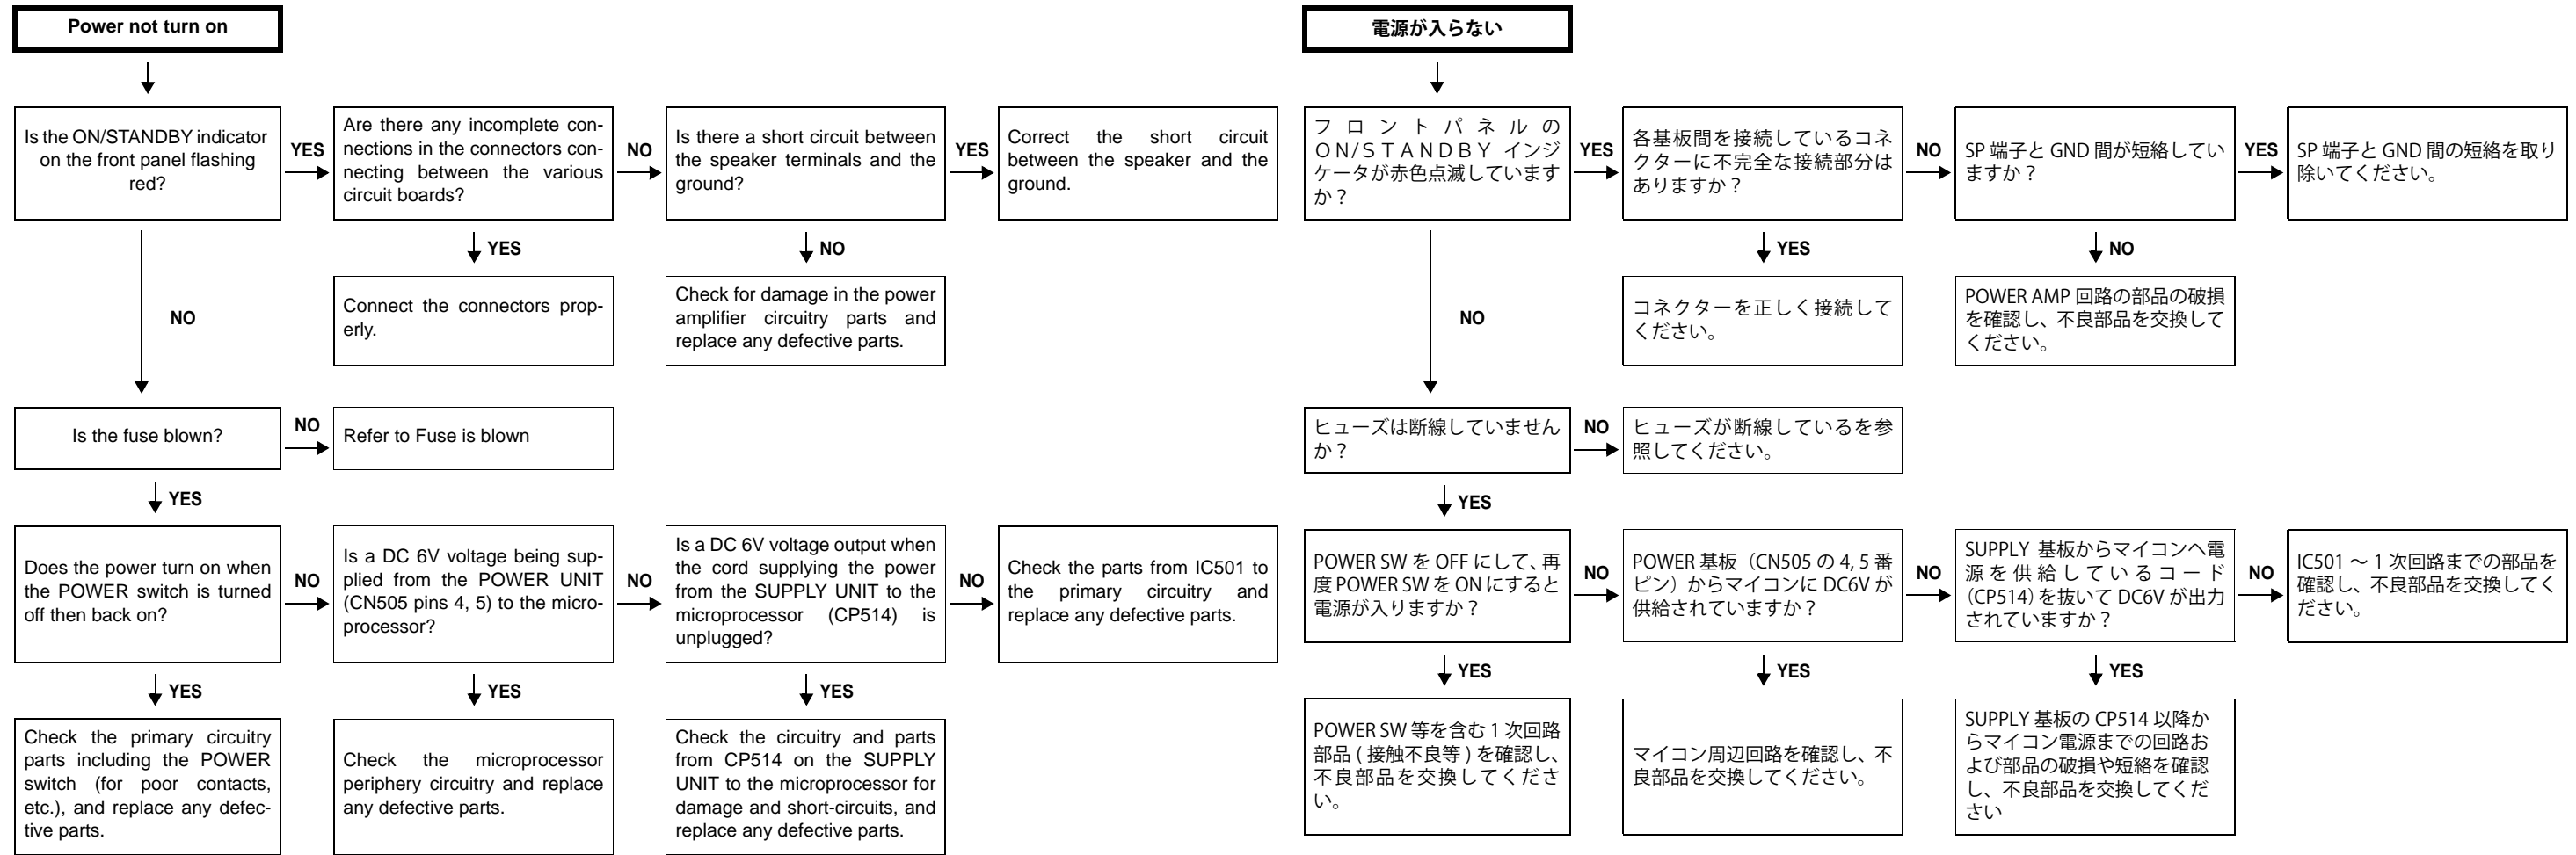 Power not turn on
Is the ON/STANDBY indicator
on the front panel flashing
red?
YES
Are there any incomplete con-
nections in the connectors con-
necting between the various
circuit boards?
NO
Is there a short circuit between
the speaker terminals and the
ground?
YES
Correct the short circuit
between the speaker and the
ground.
YES
NO
NO
Connect the connectors prop-
erly.
Check for damage in the power
amplifier circuitry parts and
replace any defective parts.
Is the fuse blown?
NO
Refer to Fuse is blown
YES
Does the power turn on when
the POWER switch is turned
off then back on?
NO
Is a DC 6V voltage being sup-
plied from the POWER UNIT
(CN505 pins 4, 5) to the micro-
processor?
NO
Is a DC 6V voltage output when
the cord supplying the power
from the SUPPLY UNIT to the
microprocessor (CP514) is
unplugged?
NO
Check the parts from IC501 to
the primary circuitry and
replace any defective parts.
YES
YES
YES
Check the primary circuitry
parts including the POWER
switch (for poor contacts,
etc.), and replace any defec-
tive parts.
Check the microprocessor
periphery circuitry and replace
any defective parts.
Check the circuitry and parts
from CP514 on the SUPPLY
UNIT to the microprocessor for
damage and short-circuits, and
replace any defective parts.
電源が入らない
フロントパネルの
ON/STANDBY インジ
ケータが赤色点滅しています
か？
YES
各基板間を接続しているコネ
クターに不完全な接続部分は
ありますか？
NO
SP 端子と GND 間が短絡してい
ますか？
YES
SP 端子と GND 間の短絡を取り
除いてください。
YES
NO
NO
コネクターを正しく接続して
ください。
POWER AMP 回路の部品の破損
を確認し、不良部品を交換して
ください。
ヒューズは断線していません
か？
NO
ヒューズが断線しているを参
照してください。
YES
POWER SW を OFF にして、再
度 POWER SW を ON にすると
電源が入りますか？
NO
POWER 基板（CN505 の 4, 5 番
ピン）からマイコンに DC6V が
供給されていますか？
NO
SUPPLY 基板からマイコンへ電
源を供給しているコード
（CP514）を抜いて DC6V が出力
されていますか？
NO
IC501 ～ 1 次回路までの部品を
確認し、不良部品を交換してく
ださい。
YES
YES
YES
POWER SW 等を含む 1 次回路
部品 ( 接触不良等 ) を確認し、
不良部品を交換してくださ
い。
マイコン周辺回路を確認し、不
良部品を交換してください。
SUPPLY 基板の CP514 以降か
らマイコン電源までの回路お
よび部品の破損や短絡を確認
し、不良部品を交換してくだ
さい